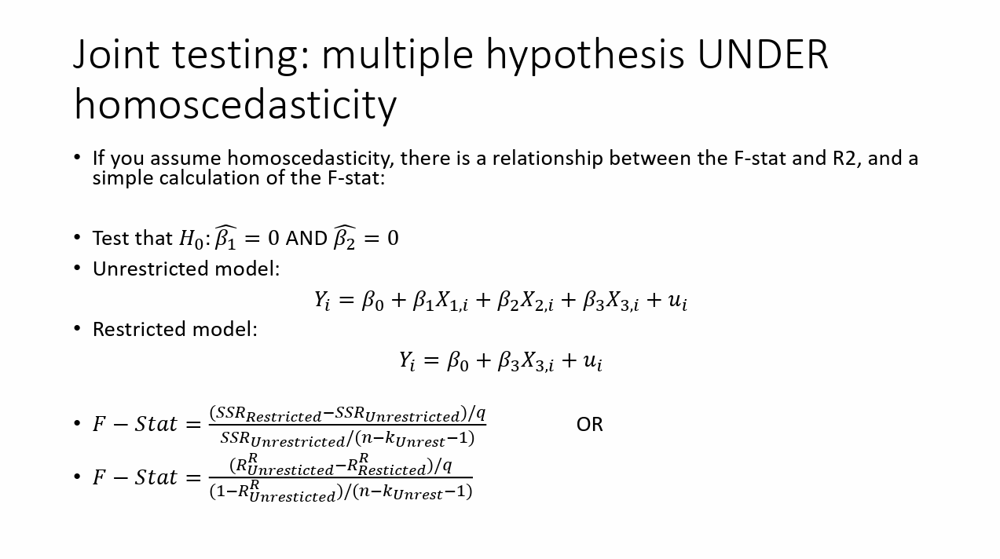 Joint testing: multiple hypothesis UNDER
homoscedasticity
• If you assume homoscedasticity, there is a relationship between the F-stat and R2, and a
simple calculation of the F-stat:
• Test that $H_0: \widehat{\beta_1} = 0$ AND $\widehat{\beta_2} = 0$
• Unrestricted model:
$Y_i = \beta_0 + \beta_1 X_{1,i} + \beta_2 X_{2,i} + \beta_3 X_{3,i} + u_i$
• Restricted model:
$Y_i = \beta_0 + \beta_3 X_{3,i} + u_i$
• $F - Stat = \frac{(SSR_{Restricted} - SSR_{Unrestricted})/q}{SSR_{Unrestricted}/(n - k_{Unrest} - 1)}$ OR
• $F - Stat = \frac{(R^R_{Unresticted} - R^R_{Resticted})/q}{(1 - R^R_{Unresticted})/(n - k_{Unrest} - 1)}$